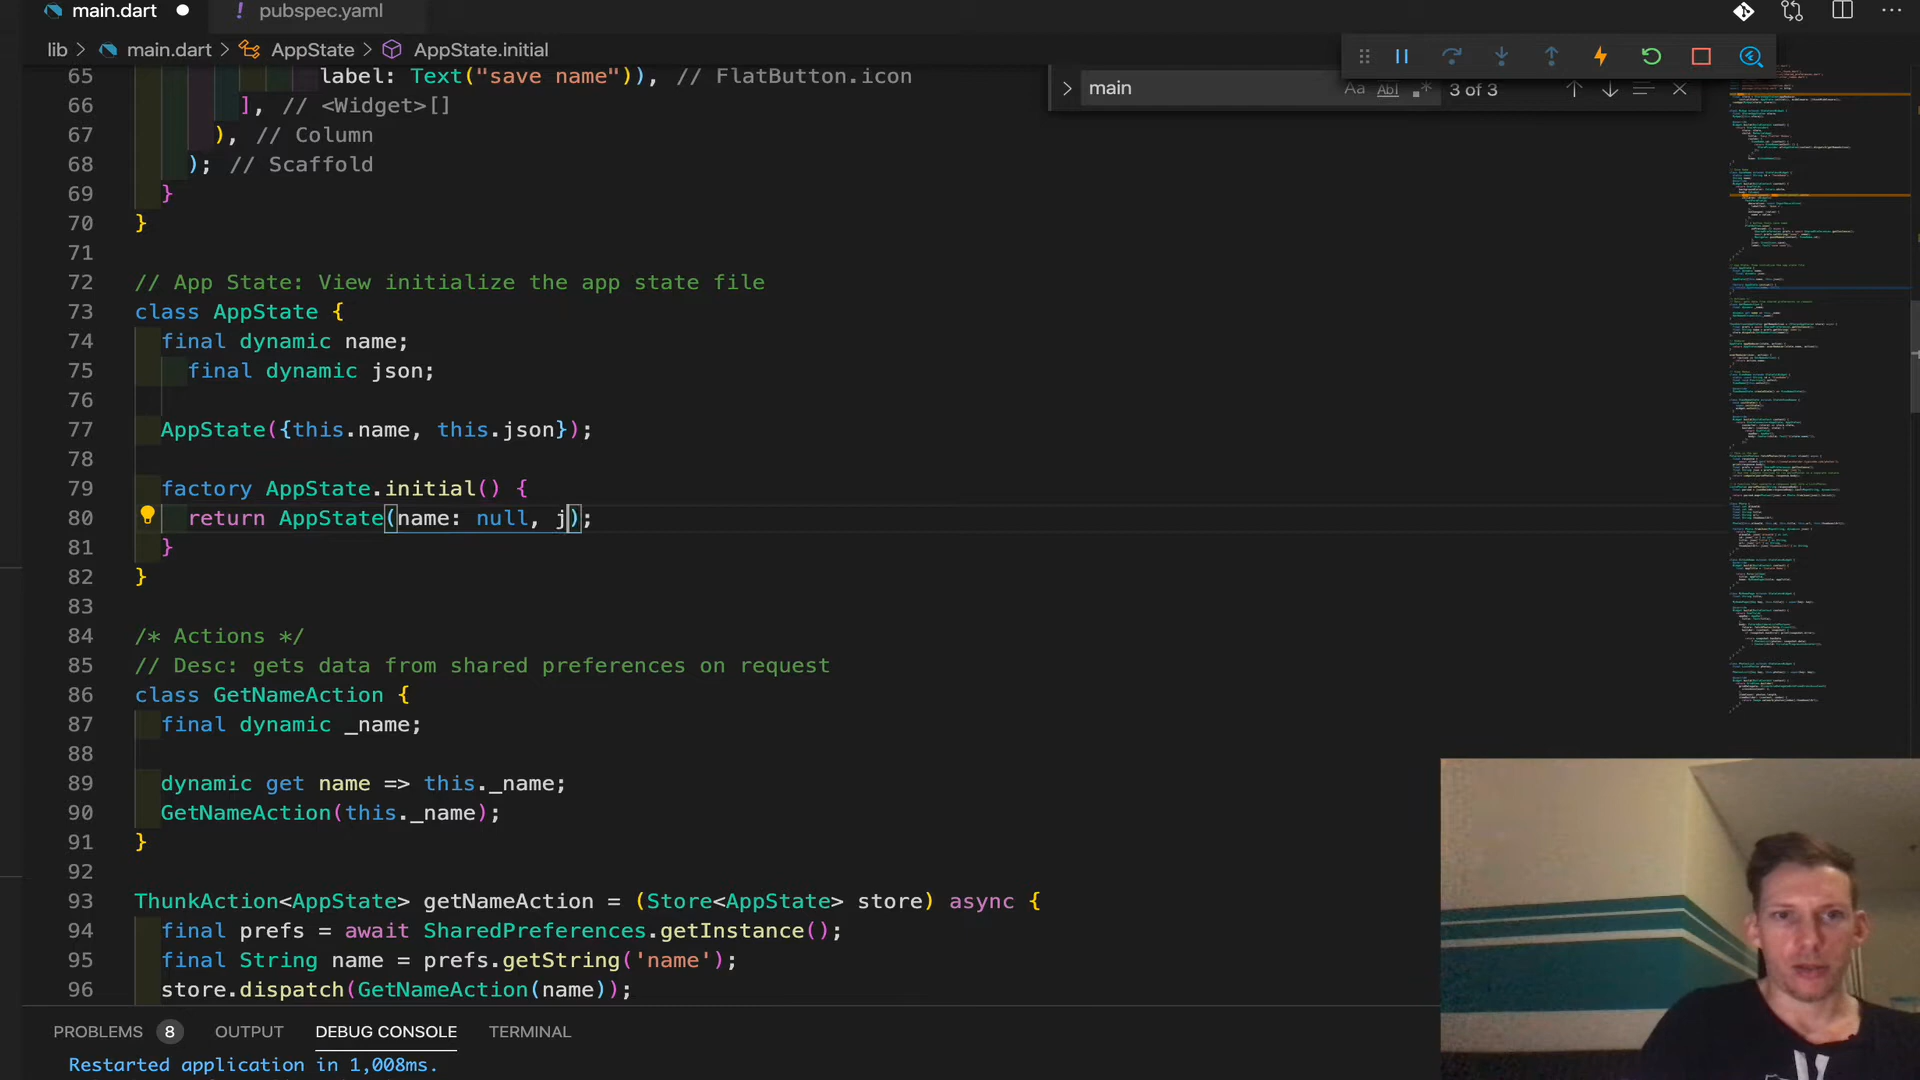 main.dart
pubspec.yaml
lib > main.dart > AppState > AppState.initial
main
Aa Abl .* 3 of 3
65 label: Text("save name")), // FlatButton.icon
66 ], // <Widget>[]
67 ), // Column
68 ); // Scaffold
69 }
70 }
71
72 // App State: View initialize the app state file
73 class AppState {
74 final dynamic name;
75 final dynamic json;
76
77 AppState({this.name, this.json});
78
79 factory AppState.initial() {
80 return AppState(name: null, j);
81 }
82 }
83
84 /* Actions */
85 // Desc: gets data from shared preferences on request
86 class GetNameAction {
87 final dynamic _name;
88
89 dynamic get name => this._name;
90 GetNameAction(this._name);
91 }
92
93 ThunkAction<AppState> getNameAction = (Store<AppState> store) async {
94 final prefs = await SharedPreferences.getInstance();
95 final String name = prefs.getString('name');
96 store.dispatch(GetNameAction(name));
PROBLEMS 8 OUTPUT DEBUG CONSOLE TERMINAL
Restarted application in 1,008ms.